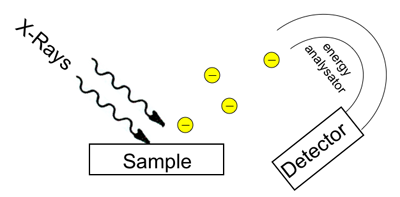 X-Rays
energy
analysator
Sample
Detector